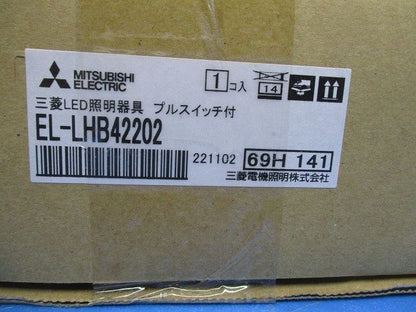 MITSUBISHI
ELECTRIC
1コ入
14
三菱LED照明器具 プルスイッチ付
EL-LHB42202
221102
69H 141
三菱電機照明株式会社